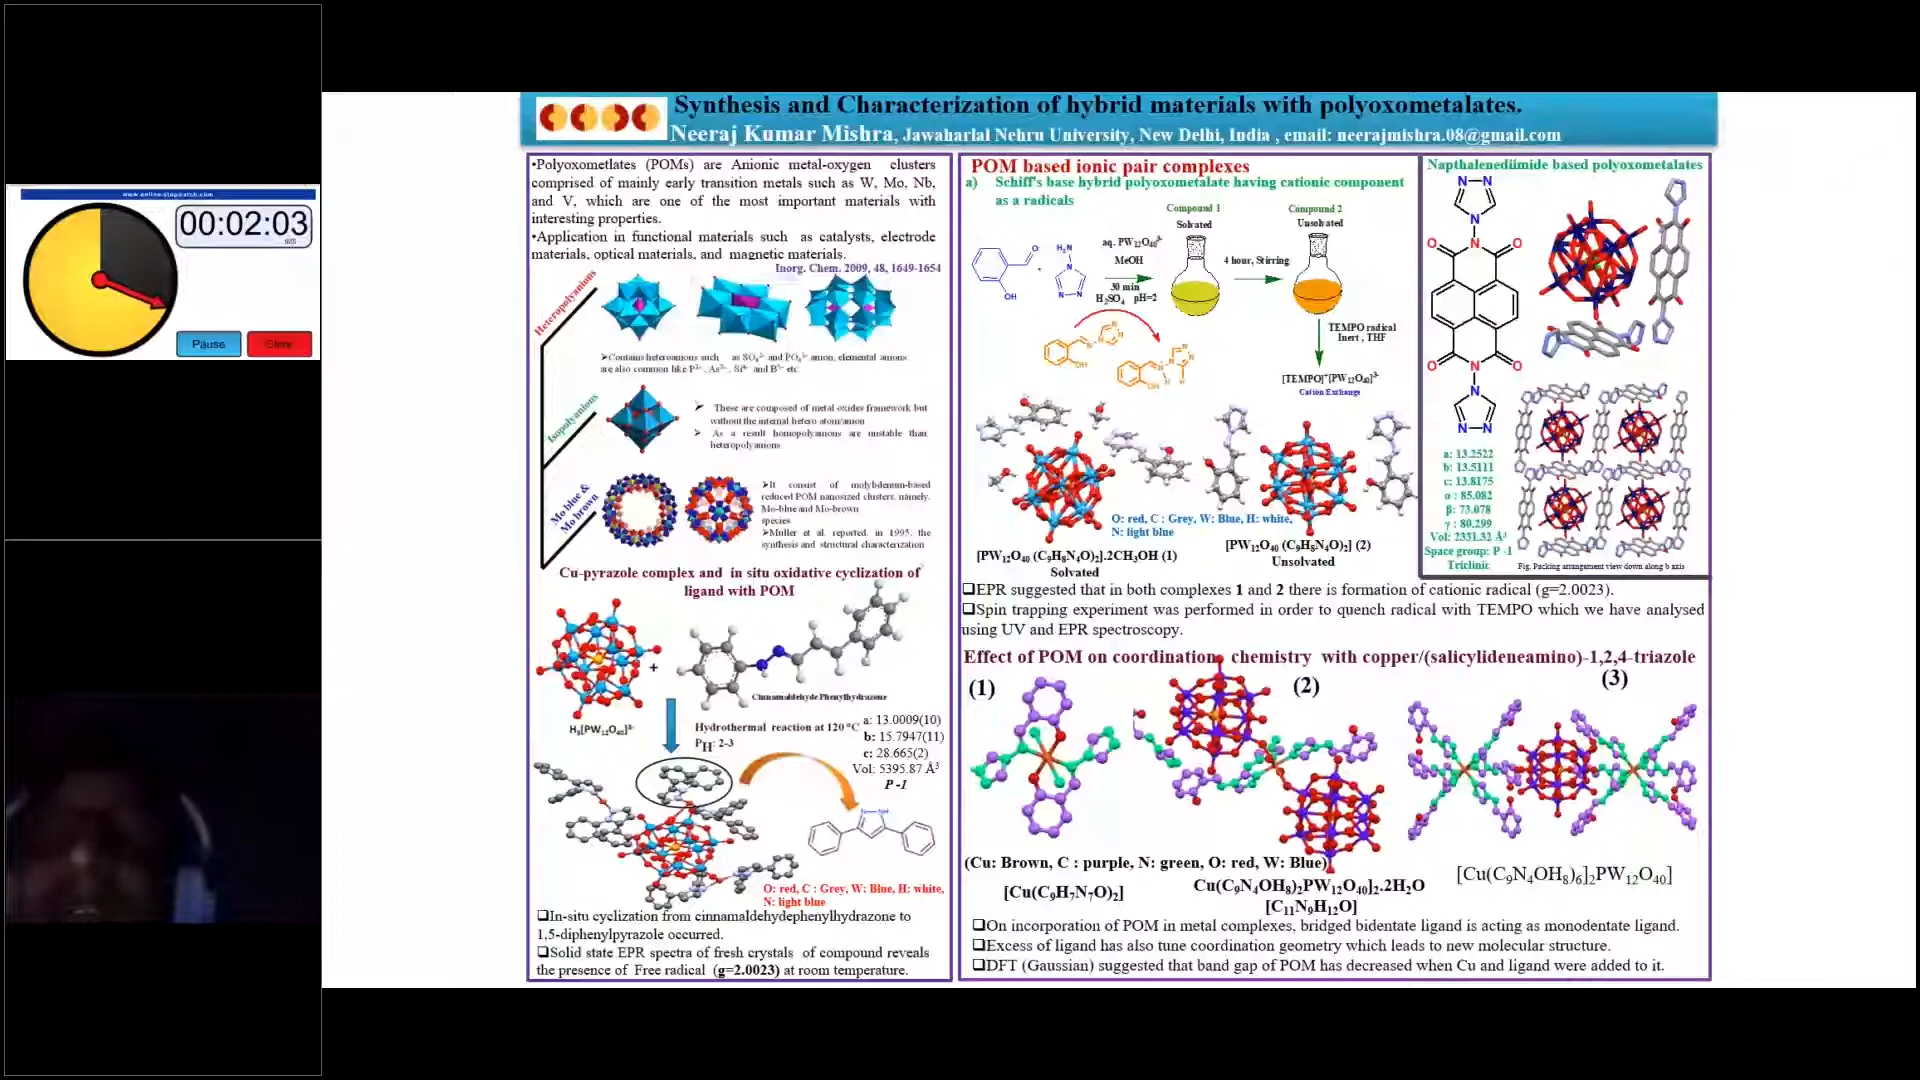 www.online-stopwatch.com
00:02:03
920
Pause
Clear
Synthesis and Characterization of hybrid materials with polyoxometalates.
Neeraj Kumar Mishra, Jawaharlal Nehru University, New Delhi, India , email: neerajmishra.08@gmail.com
•Polyoxometlates (POMs) are Anionic metal-oxygen clusters
comprised of mainly early transition metals such as W, Mo, Nb,
and V, which are one of the most important materials with
interesting properties.
•Application in functional materials such as catalysts, electrode
materials, optical materials, and magnetic materials.
Inorg. Chem. 2009, 48, 1649-1654
Heteropolyanions
➢Contains heteroanions such as SO₄²⁻ and PO₄³⁻ anion, elemental anions
are also common like
Isopolyanions
➢ These are composed of metal oxides framework but
without the internal hetero atom/anion
➢ As a result homopolyanions are unstable than
heteropolyanions
Mo blue &
Mo brown
➢It consist of molybdenum-based
reduced POM nanosized clusters, namely,
Mo-blue and Mo-brown
species
➢Muller et al. reported, in 1995, the
synthesis and structural characterization
Cu-pyrazole complex and in situ oxidative cyclization of
ligand with POM
+
Cinnamaldehyde Phenylhydrazone
H₃[PW₁₂O₄₀]³⁻
Hydrothermal reaction at 120 °C
PH: 2-3
a: 13.0009(10)
b: 15.7947(11)
c: 28.665(2)
Vol: 5395.87 Å³
P -1
O: red, C : Grey, W: Blue, H: white,
N: light blue
❑In-situ cyclization from cinnamaldehydephenylhydrazone to
1,5-diphenylpyrazole occurred.
❑Solid state EPR spectra of fresh crystals of compound reveals
the presence of Free radical (g=2.0023) at room temperature.
POM based ionic pair complexes
a) Schiff's base hybrid polyoxometalate having cationic component
as a radicals
Compound 1
Solvated
Compound 2
Unsolvated
aq. PW₁₂O₄₀³⁻
MeOH
30 min
H₂SO₄ pH=2
4 hour, Stirring
O
OH
+
H₂N
N
N N
TEMPO radical
Inert , THF
[TEMPO]⁺[PW₁₂O₄₀]³⁻
Cation Exchange
O: red, C : Grey, W: Blue, H: white,
N: light blue
[PW₁₂O₄₀ (C₉H₈N₄O)₂].2CH₃OH (1)
Solvated
[PW₁₂O₄₀ (C₉H₈N₄O)₂] (2)
Unsolvated
Napthalenediimide based polyoxometalates
N N
N
O N O
O N O
N
N N
a: 13.2522
b: 13.5111
c: 13.8175
α : 85.082
β: 73.078
γ : 80.299
Vol: 2331.32 Å³
Space group: P -1
Triclinic
Fig. Packing arrangement view down along b axis
❑EPR suggested that in both complexes 1 and 2 there is formation of cationic radical (g=2.0023).
❑Spin trapping experiment was performed in order to quench radical with TEMPO which we have analysed
using UV and EPR spectroscopy.
Effect of POM on coordination chemistry with copper/(salicylideneamino)-1,2,4-triazole
(1)
(2)
(3)
(Cu: Brown, C : purple, N: green, O: red, W: Blue)
[Cu(C₉H₇N₇O)₂]
Cu(C₉N₄OH₈)₂PW₁₂O₄₀]₂.2H₂O
[C₁₁N₉H₁₂O]
[Cu(C₉N₄OH₈)₆]₂PW₁₂O₄₀]
❑On incorporation of POM in metal complexes, bridged bidentate ligand is acting as monodentate ligand.
❑Excess of ligand has also tune coordination geometry which leads to new molecular structure.
❑DFT (Gaussian) suggested that band gap of POM has decreased when Cu and ligand were added to it.